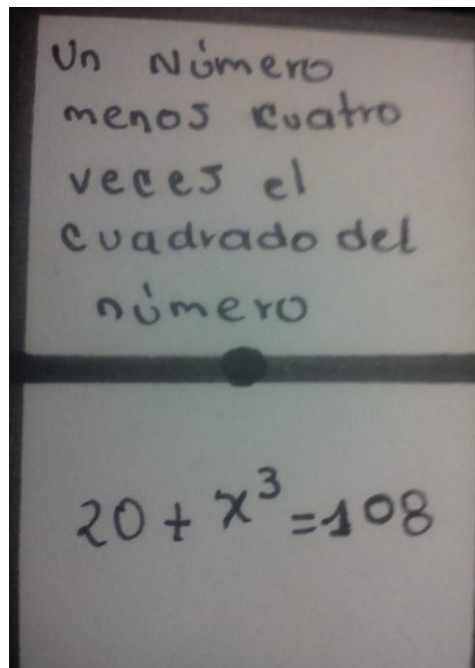 Un Número
menos cuatro
veces el
cuadrado del
número
20 + x³ = 108